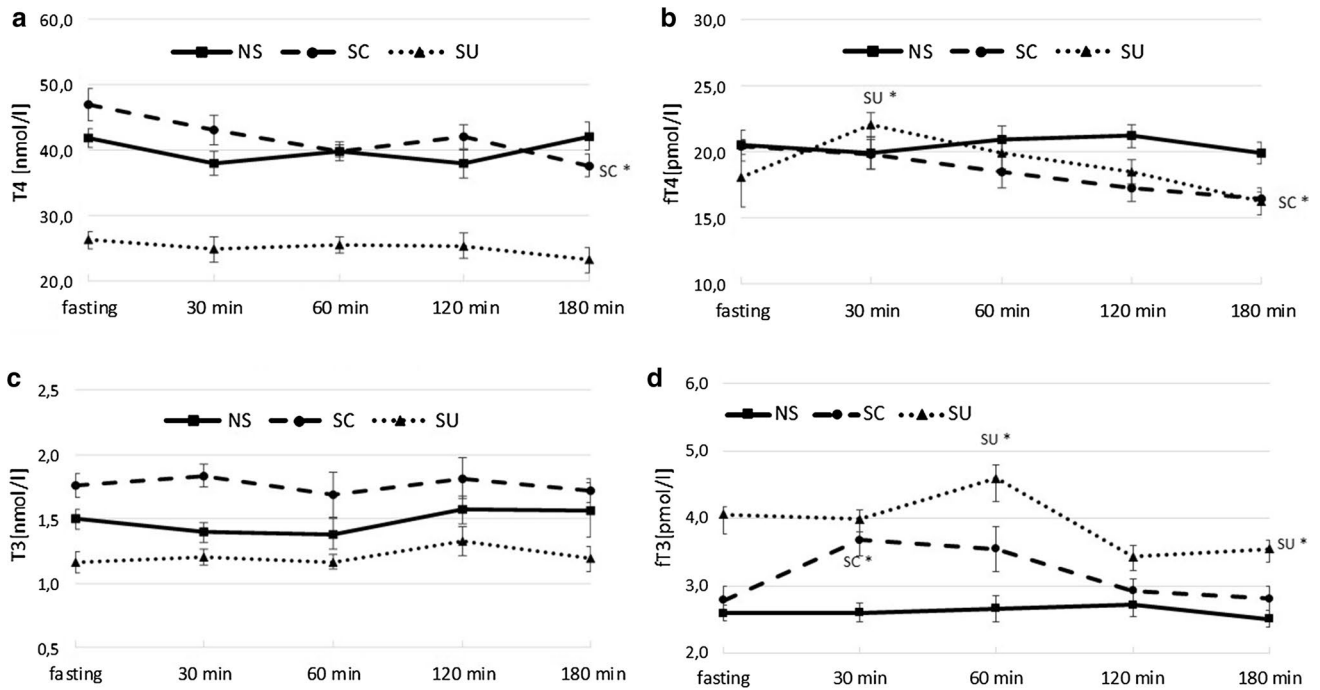 a
60,0
NS SC SU
50,0
40,0
30,0
20,0
T4 [nmol/l]
SC *
fasting 30 min 60 min 120 min 180 min
b
30,0
NS SC SU
25,0
20,0
15,0
10,0
fT4[pmol/l]
SU *
SC *
fasting 30 min 60 min 120 min 180 min
c
2,5
NS SC SU
2,0
1,5
1,0
0,5
T3[nmol/l]
fasting 30 min 60 min 120 min 180 min
d
6,0
NS SC SU
5,0
4,0
3,0
2,0
fT3[pmol/l]
SU *
SC *
SU *
fasting 30 min 60 min 120 min 180 min